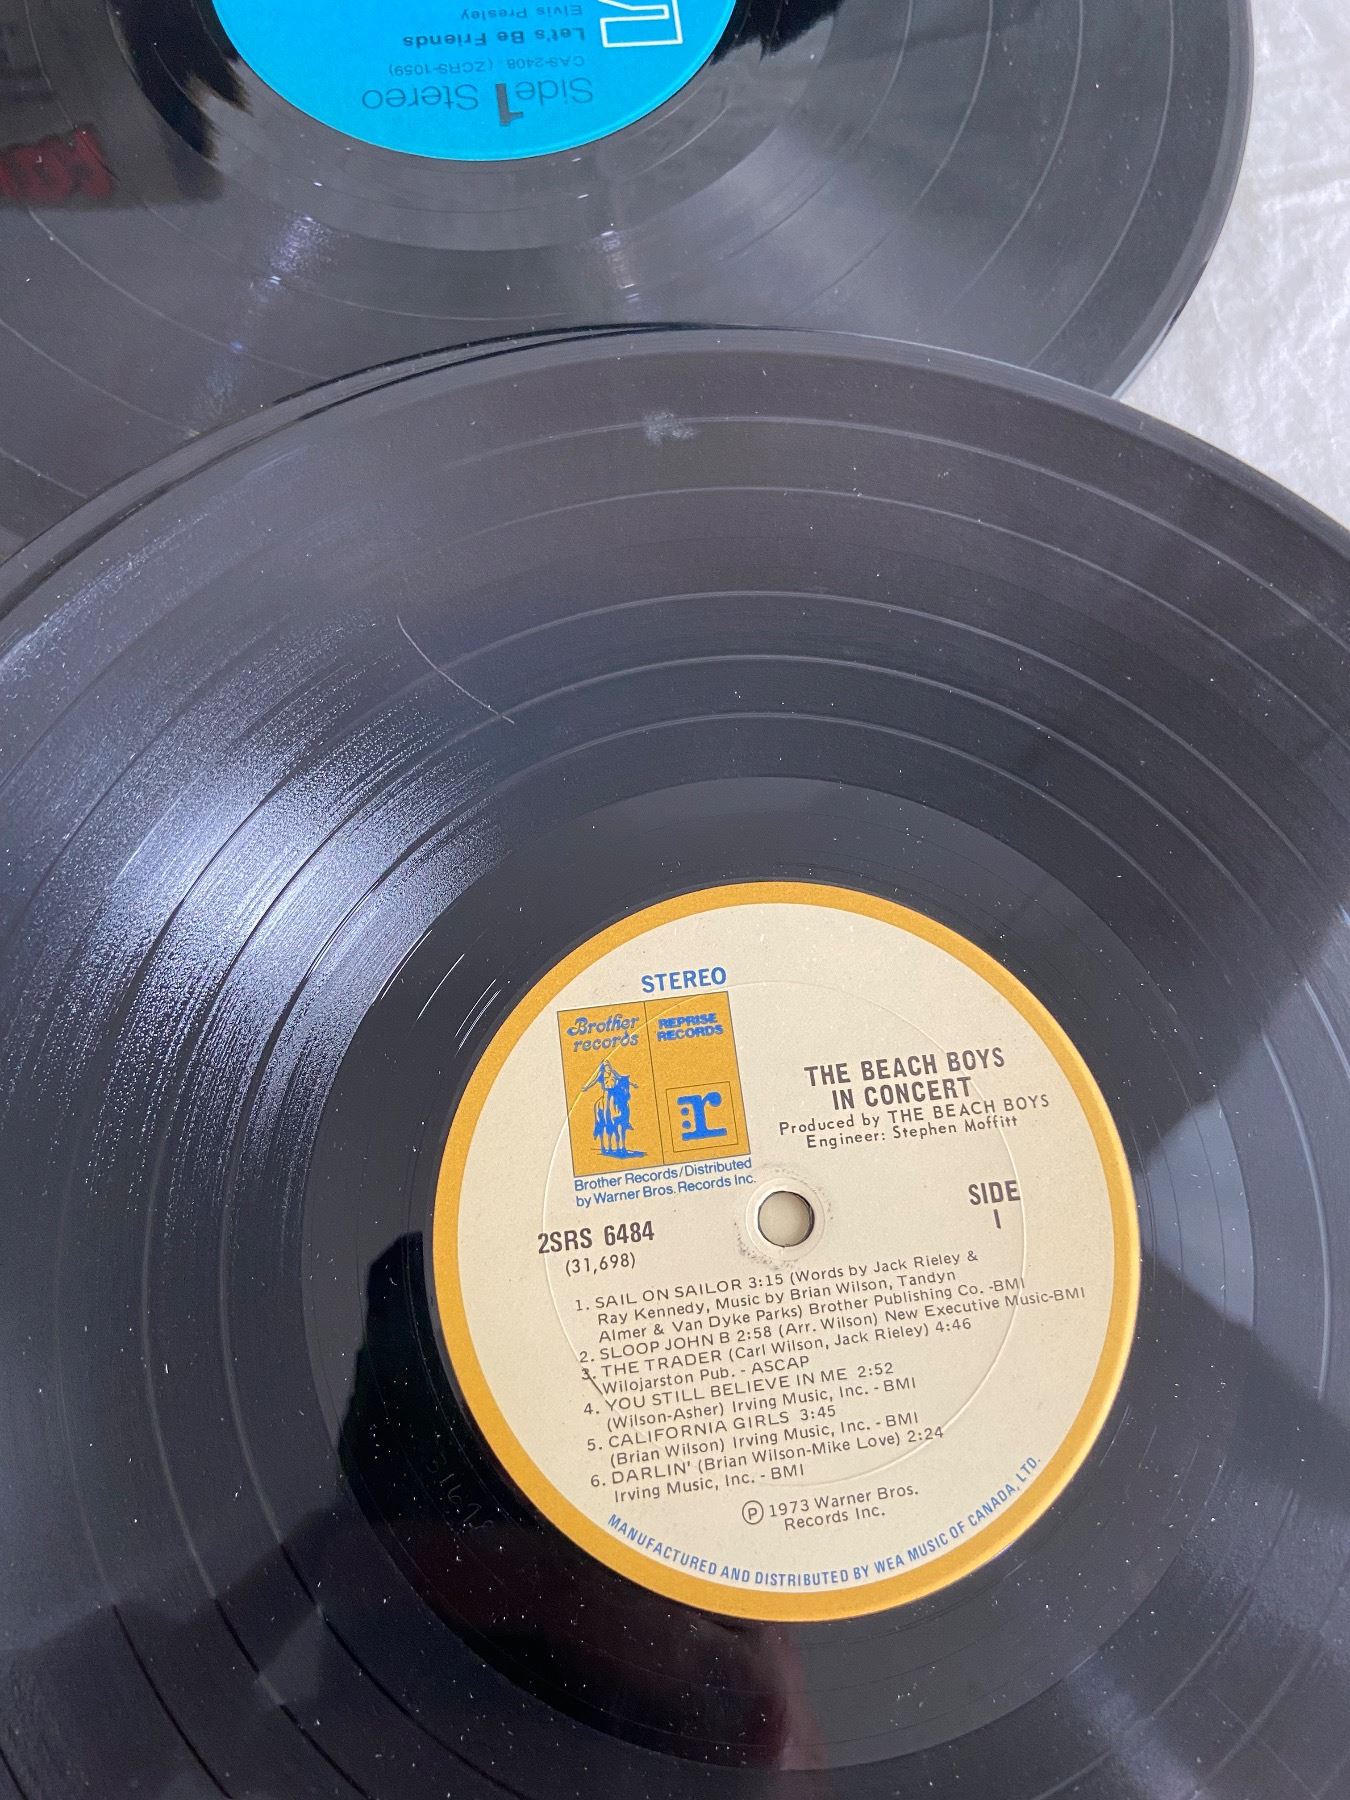 Side 1 Stereo
CAS-2408 (ZCRS-1059)
Let's Be Friends
Elvis Presley
STEREO
Brother
records
REPRISE
RECORDS
:r
Brother Records/Distributed
by Warner Bros. Records Inc.
THE BEACH BOYS
IN CONCERT
Produced by THE BEACH BOYS
Engineer: Stephen Moffitt
SIDE
1
2SRS 6484
(31,698)
1. SAIL ON SAILOR 3:15 (Words by Jack Rieley &
Ray Kennedy, Music by Brian Wilson, Tandyn
Almer & Van Dyke Parks) Brother Publishing Co. -BMI
2. SLOOP JOHN B 2:58 (Arr. Wilson) New Executive Music-BMI
3. THE TRADER (Carl Wilson, Jack Rieley) 4:46
Wilojarston Pub. - ASCAP
4. YOU STILL BELIEVE IN ME 2:52
(Wilson-Asher) Irving Music, Inc. - BMI
5. CALIFORNIA GIRLS 3:45
(Brian Wilson) Irving Music, Inc. - BMI
6. DARLIN' (Brian Wilson-Mike Love) 2:24
Irving Music, Inc. - BMI
℗ 1973 Warner Bros.
Records Inc.
MANUFACTURED AND DISTRIBUTED BY WEA MUSIC OF CANADA, LTD.